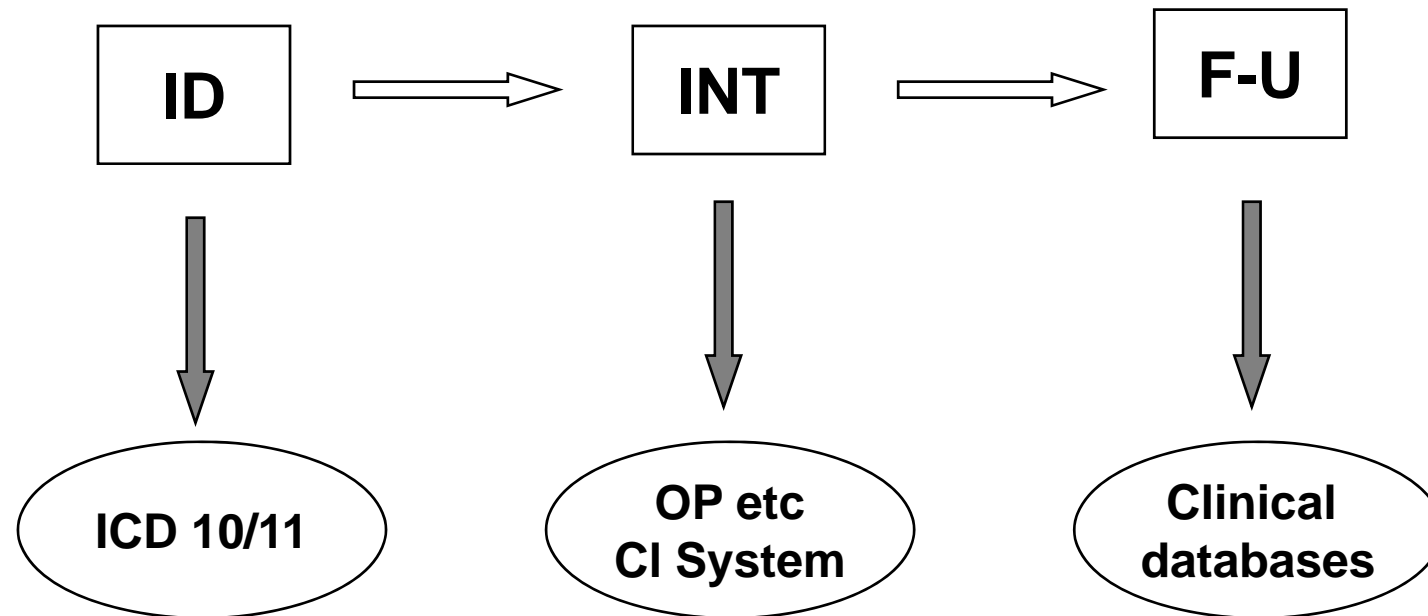 ID
INT
F-U
ICD 10/11
OP etc
CI System
Clinical
databases